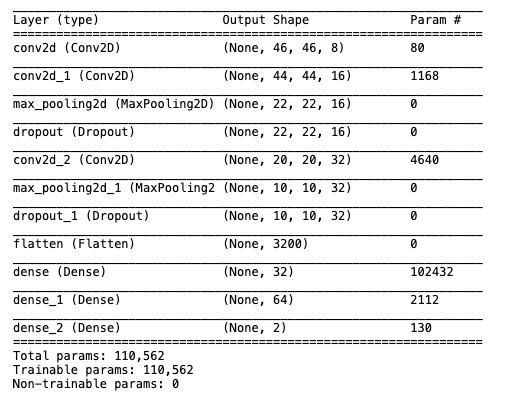 Layer (type) Output Shape Param #
conv2d (Conv2D) (None, 46, 46, 8) 80
conv2d_1 (Conv2D) (None, 44, 44, 16) 1168
max_pooling2d (MaxPooling2D) (None, 22, 22, 16) 0
dropout (Dropout) (None, 22, 22, 16) 0
conv2d_2 (Conv2D) (None, 20, 20, 32) 4640
max_pooling2d_1 (MaxPooling2 (None, 10, 10, 32) 0
dropout_1 (Dropout) (None, 10, 10, 32) 0
flatten (Flatten) (None, 3200) 0
dense (Dense) (None, 32) 102432
dense_1 (Dense) (None, 64) 2112
dense_2 (Dense) (None, 2) 130
Total params: 110,562
Trainable params: 110,562
Non-trainable params: 0